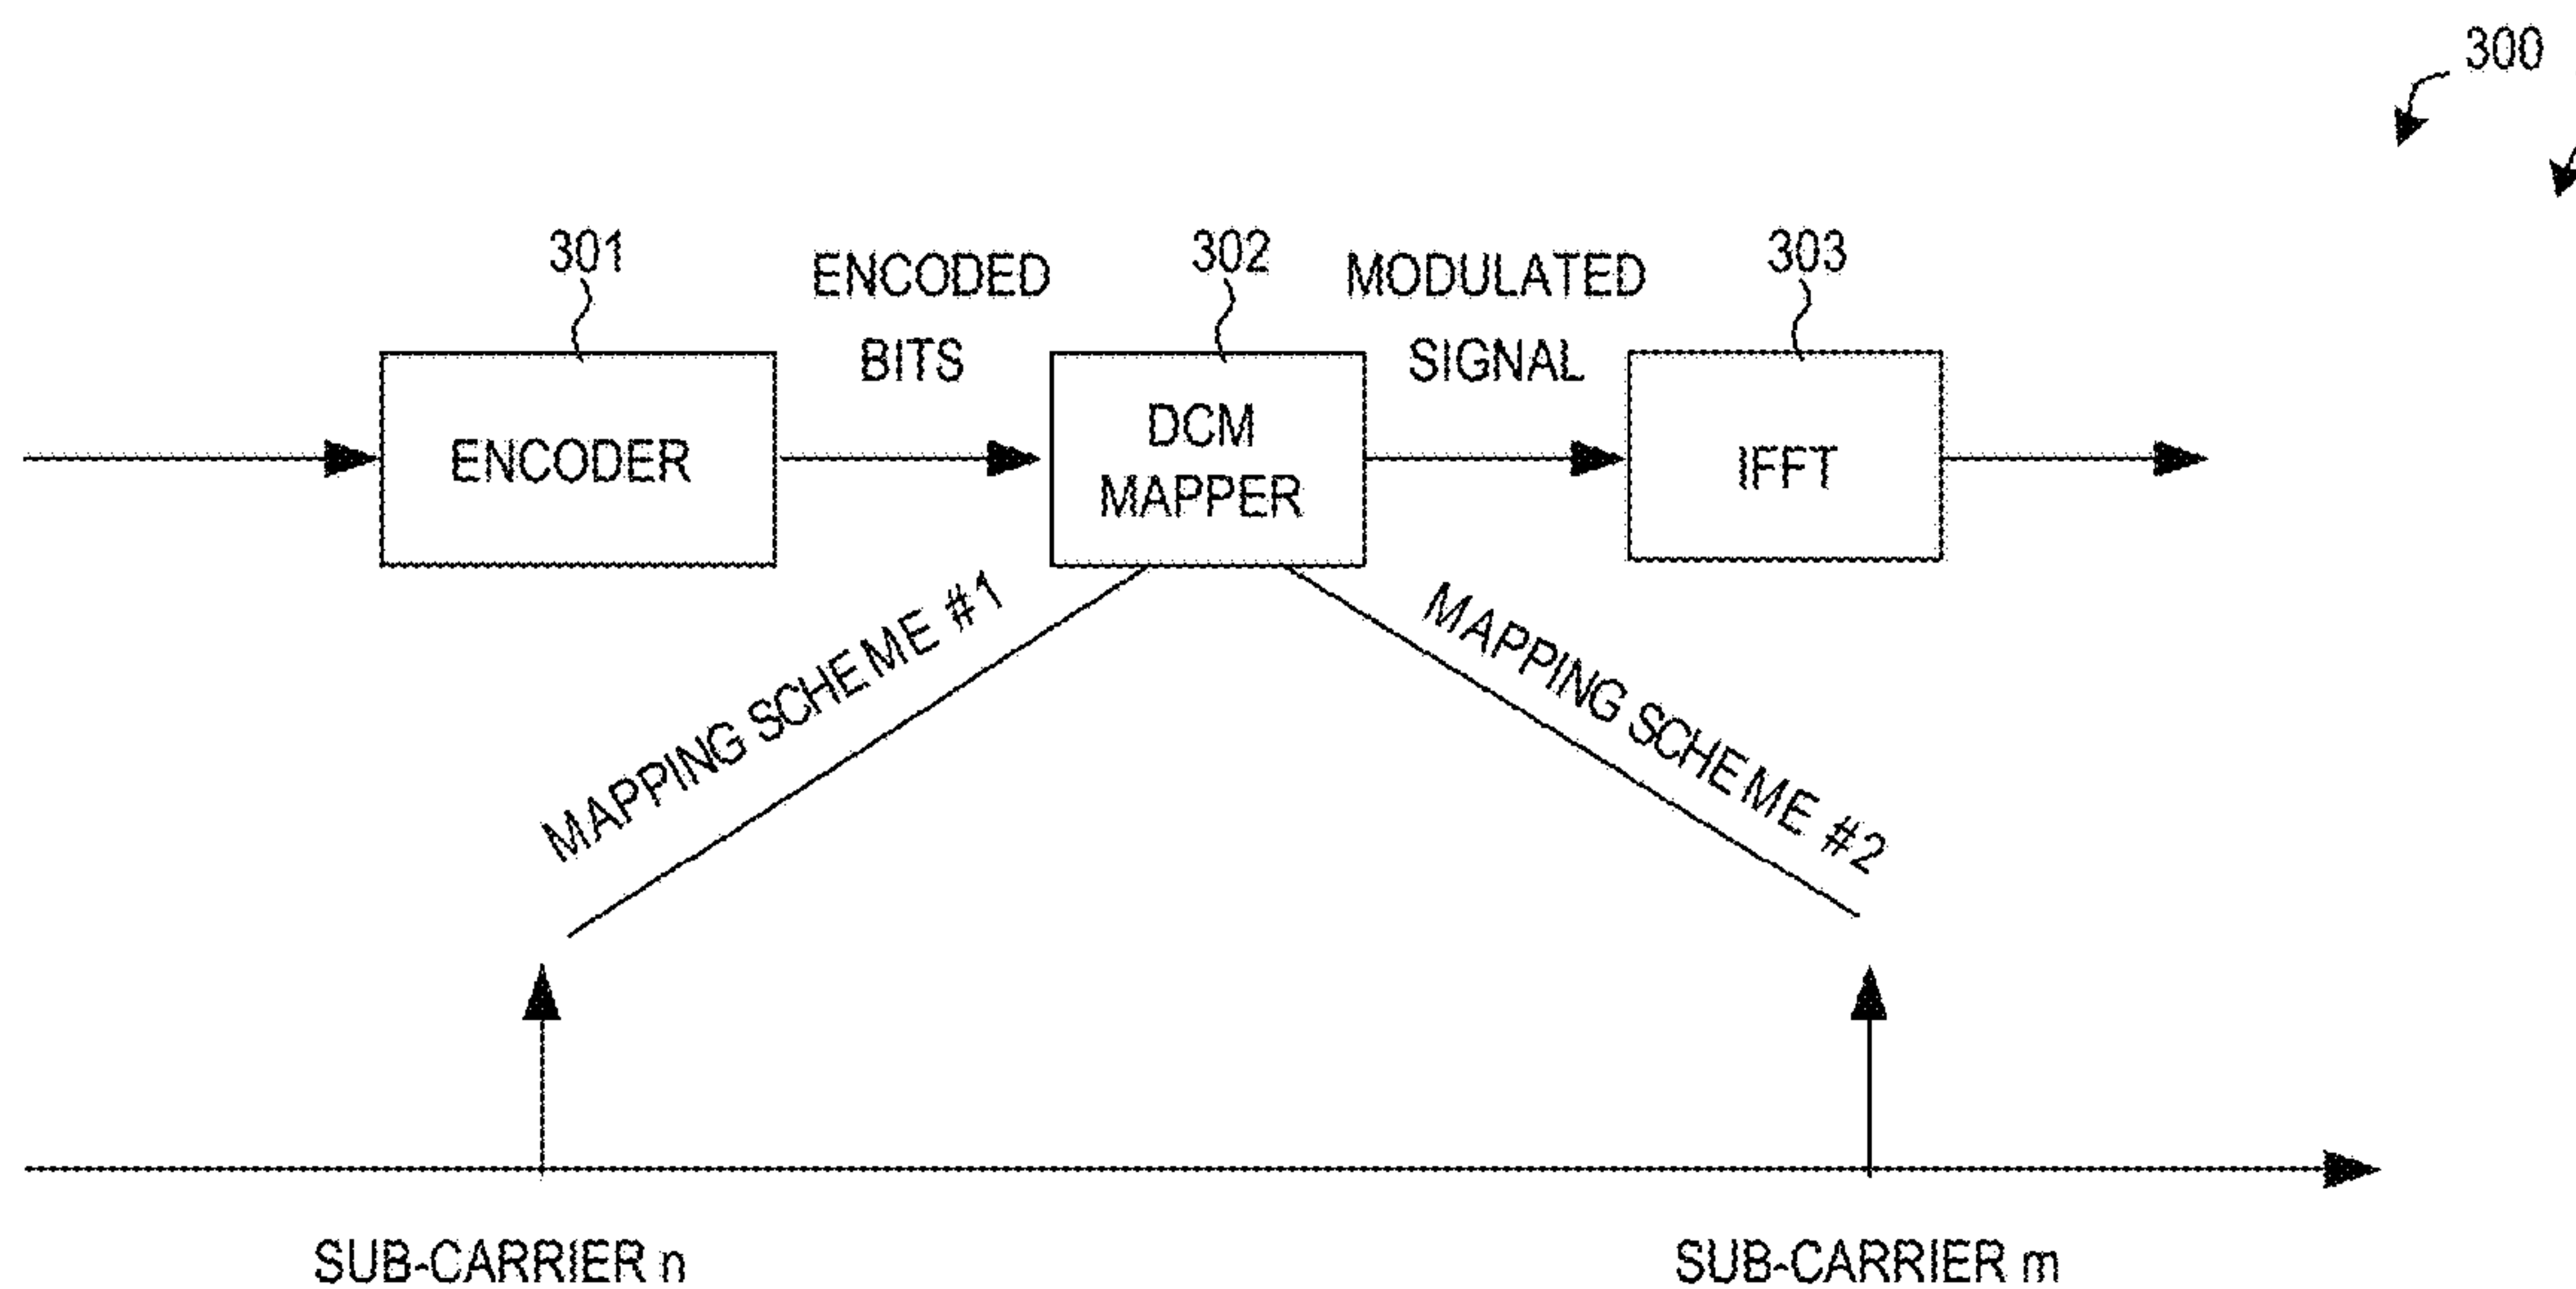 300
301
ENCODED
BITS
302
MODULATED
SIGNAL
303
ENCODER
DCM
MAPPER
IFFT
MAPPING SCHEME #1
MAPPING SCHEME #2
SUB-CARRIER n
SUB-CARRIER m